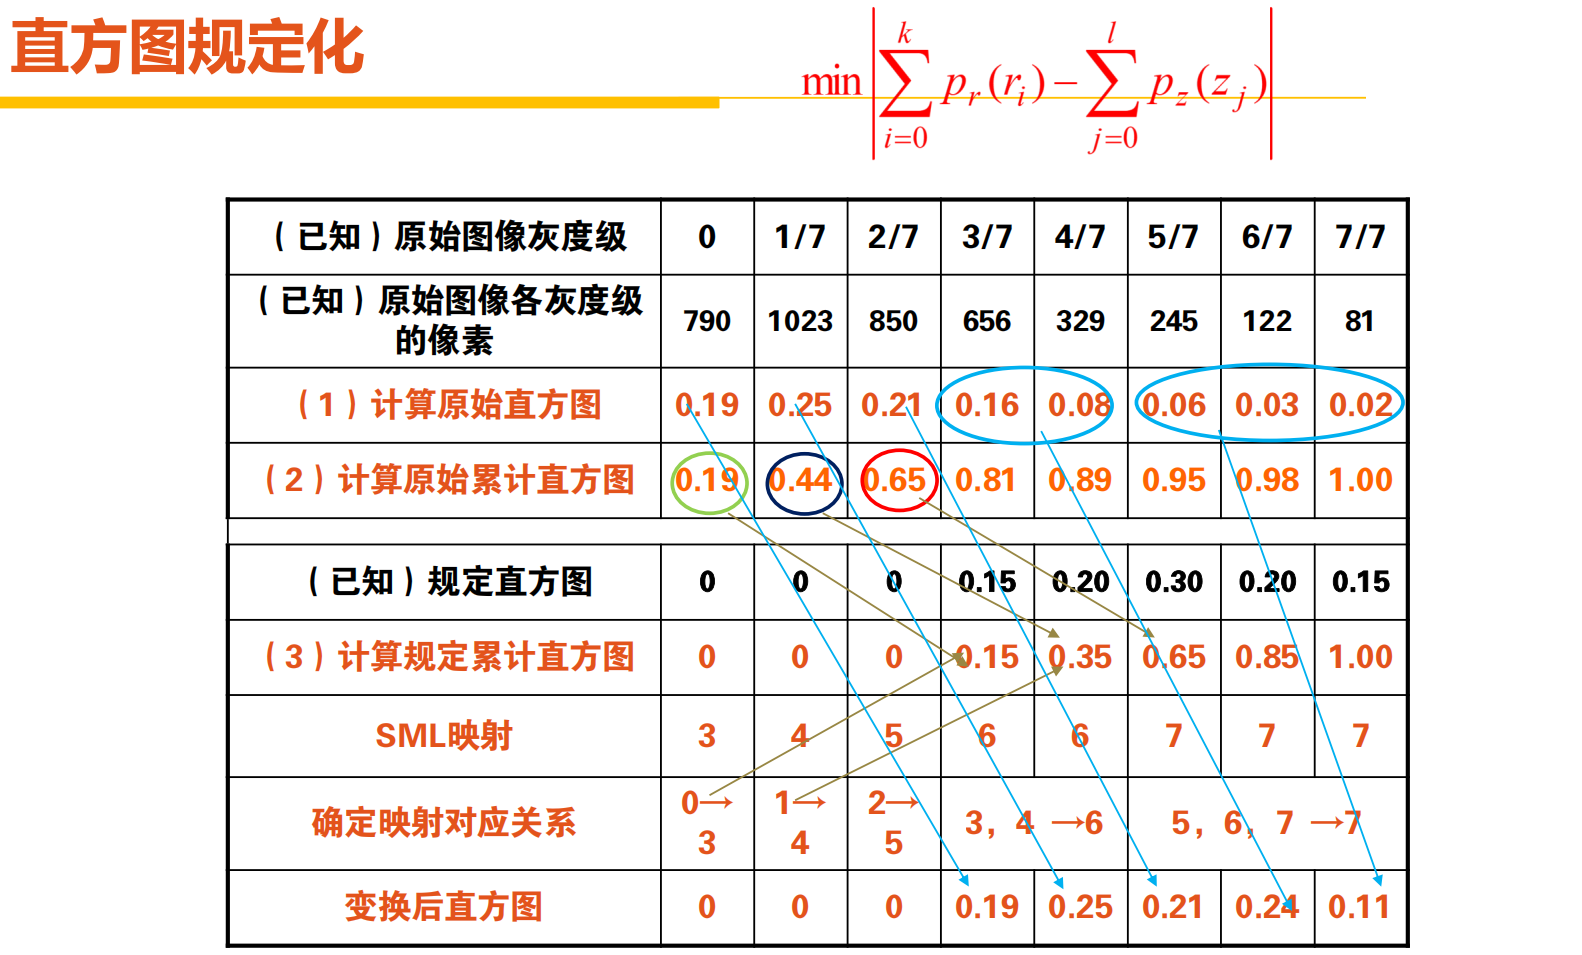 直方图规定化
min|∑_{i=0}^{k} p_r(r_i) − ∑_{j=0}^{l} p_z(z_j)|
（已知）原始图像灰度级 0 1/7 2/7 3/7 4/7 5/7 6/7 7/7
（已知）原始图像各灰度级
的像素 790 1023 850 656 329 245 122 81
（1）计算原始直方图 0.19 0.25 0.21 0.16 0.08 0.06 0.03 0.02
（2）计算原始累计直方图 0.19 0.44 0.65 0.81 0.89 0.95 0.98 1.00
（已知）规定直方图 0 0 0 0.15 0.20 0.30 0.20 0.15
（3）计算规定累计直方图 0 0 0 0.15 0.35 0.65 0.85 1.00
SML映射 3 4 5 6 6 7 7 7
确定映射对应关系 0→3 1→4 2→5 3，4 →6 5，6，7 →7
变换后直方图 0 0 0 0.19 0.25 0.21 0.24 0.11